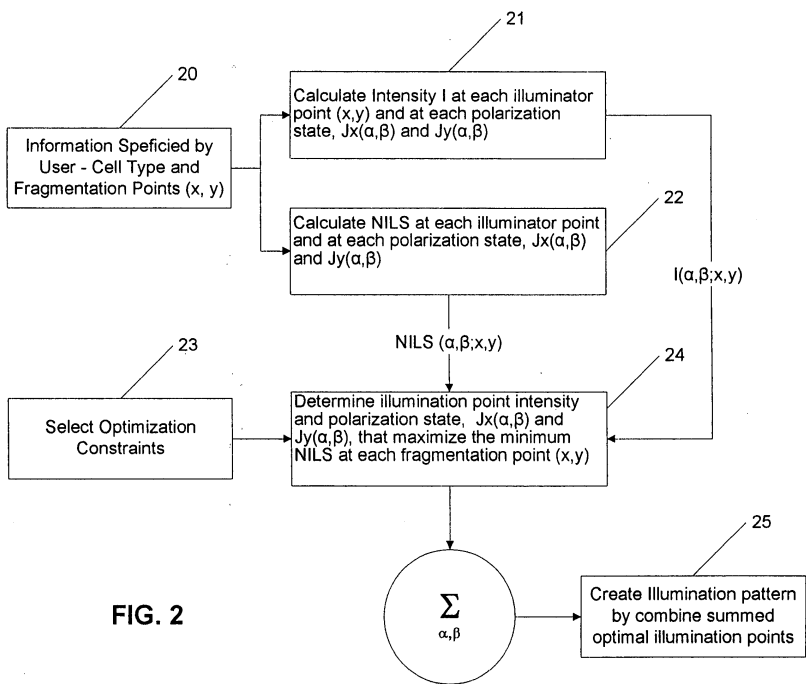 20
Information Speficied by
User - Cell Type and
Fragmentation Points (x, y)
21
Calculate Intensity I at each illuminator
point (x,y) and at each polarization
state, Jx(α,β) and Jy(α,β)
22
Calculate NILS at each illuminator point
and at each polarization state, Jx(α,β)
and Jy(α,β)
I(α,β;x,y)
NILS (α,β;x,y)
23
Select Optimization
Constraints
24
Determine illumination point intensity
and polarization state, Jx(α,β) and
Jy(α,β), that maximize the minimum
NILS at each fragmentation point (x,y)
Σ
α,β
25
Create Illumination pattern
by combine summed
optimal illumination points
FIG. 2